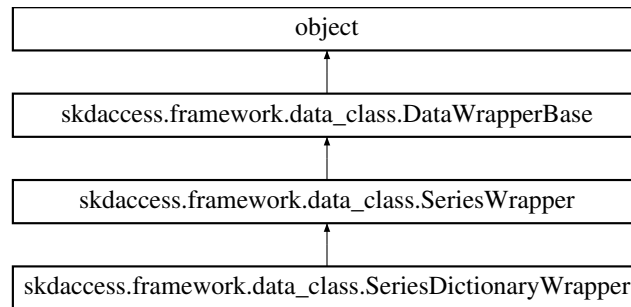 object
skdaccess.framework.data_class.DataWrapperBase
skdaccess.framework.data_class.SeriesWrapper
skdaccess.framework.data_class.SeriesDictionaryWrapper